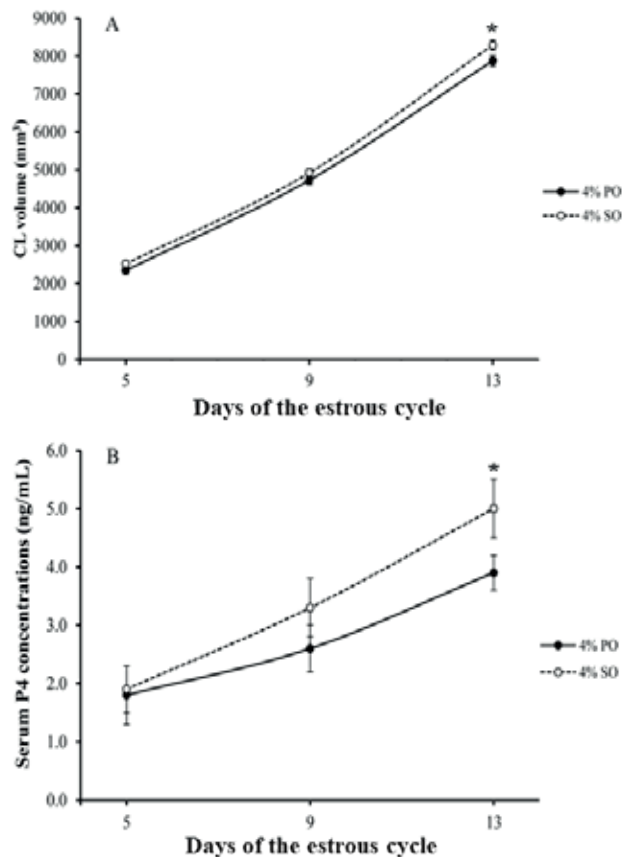 A
*
CL volume (mm³)
9000
8000
7000
6000
5000
4000
3000
2000
1000
0
5 9 13
Days of the estrous cycle
4% PO
4% SO
B
*
Serum P4 concentrations (ng/mL)
6.0
5.0
4.0
3.0
2.0
1.0
0.0
5 9 13
Days of the estrous cycle
4% PO
4% SO